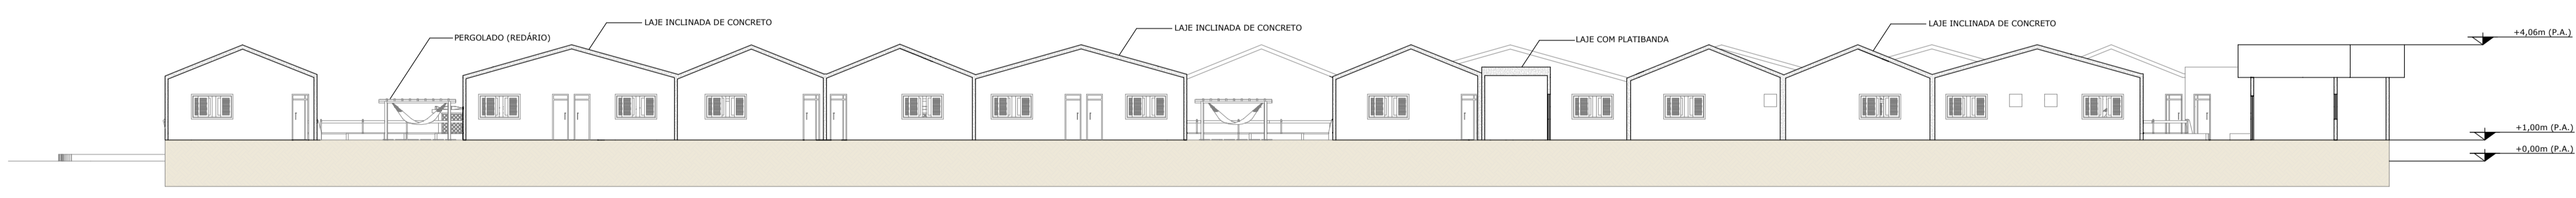 LAJE INCLINADA DE CONCRETO
PERGOLADO (REDÁRIO)
LAJE INCLINADA DE CONCRETO
LAJE COM PLATIBANDA
LAJE INCLINADA DE CONCRETO
+4,06m (P.A.)
+1,00m (P.A.)
+0,00m (P.A.)